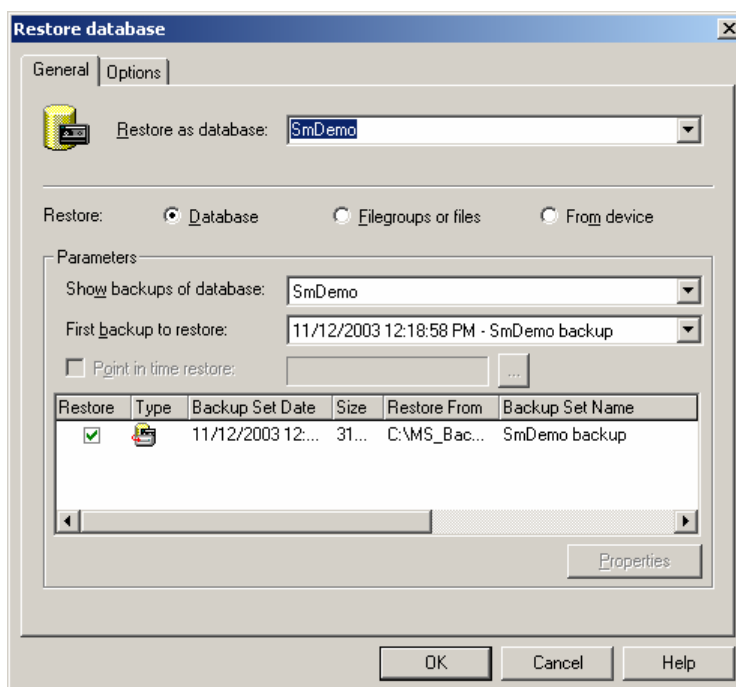 Restore database
General Options
Restore as database: SmDemo
Restore: Database Filegroups or files From device
Parameters
Show backups of database: SmDemo
First backup to restore: 11/12/2003 12:18:58 PM - SmDemo backup
Point in time restore: ...
Restore Type Backup Set Date Size Restore From Backup Set Name
11/12/2003 12:... 31... C:\MS_Bac... SmDemo backup
Properties
OK Cancel Help